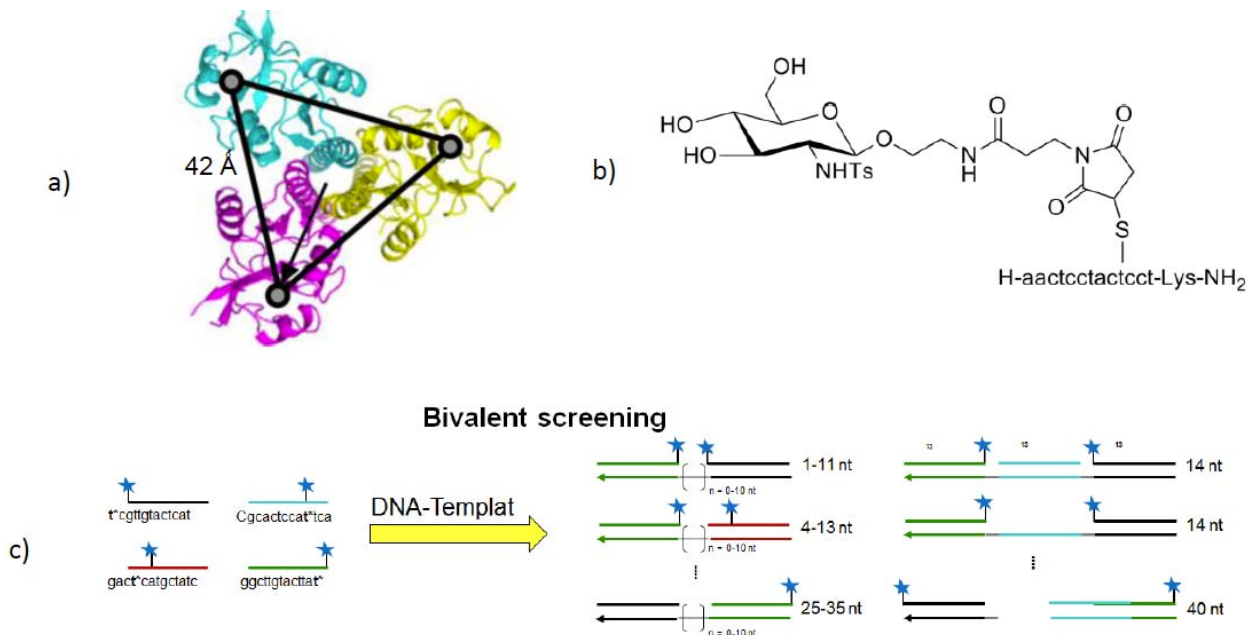 a)
42 Å
b)
OH
HO
HO
O
O
NHTs
N
H
O
N
O
O
S
H-aactcctactcct-Lys-NH2
Bivalent screening
c)
t*cgttgtactcat
Cgcactccat*tca
gact*catgctatc
ggcttgtacttat*
DNA-Templat
1-11 nt
n = 0-10 nt
4-13 nt
n = 0-10 nt
25-35 nt
n = 0-10 nt
14 nt
14 nt
40 nt